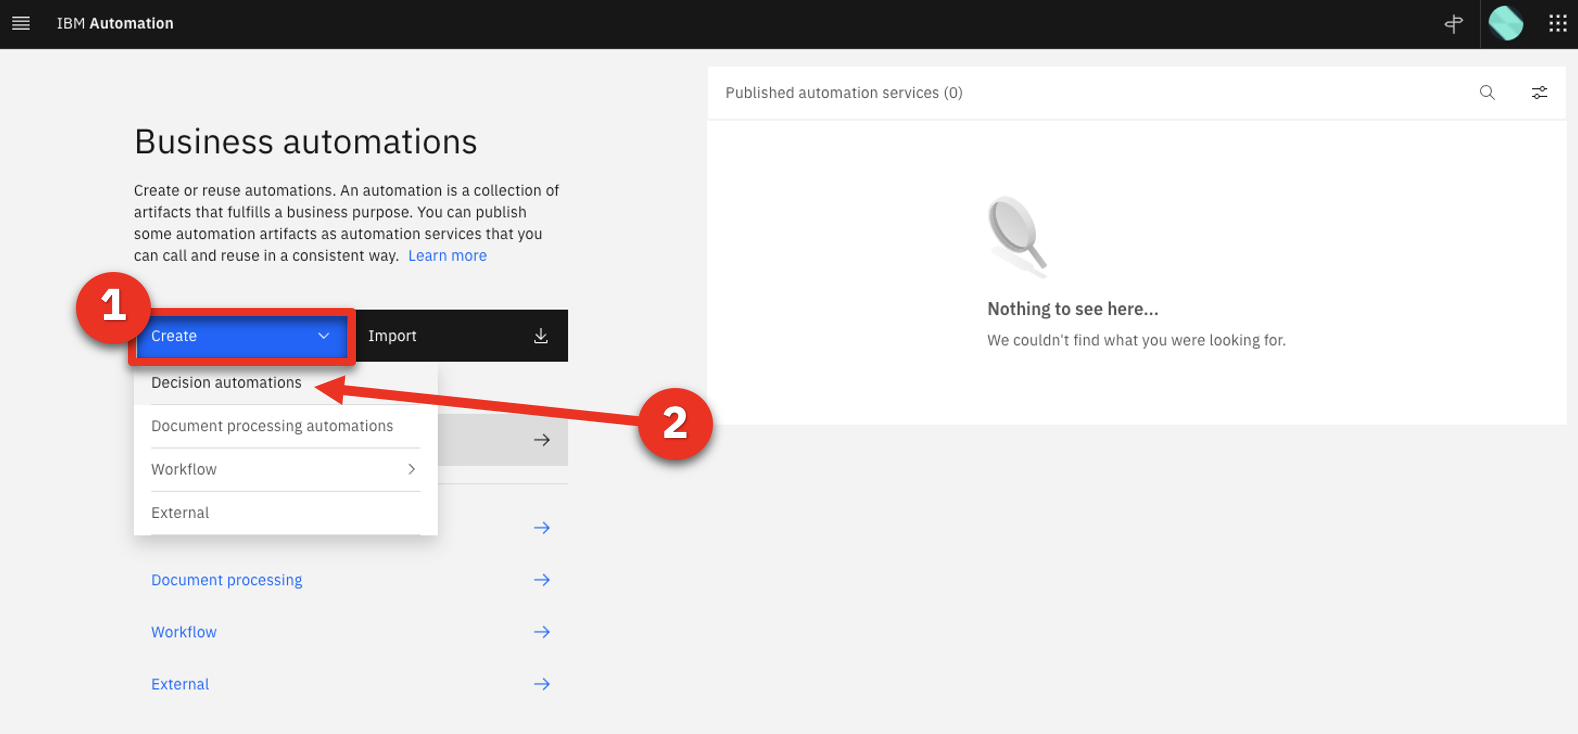 IBM Automation
Business automations
Create or reuse automations. An automation is a collection of
artifacts that fulfills a business purpose. You can publish
some automation artifacts as automation services that you
can call and reuse in a consistent way. Learn more
1
Create
Import
Decision automations
2
Document processing automations
Workflow
External
Document processing
Workflow
External
Published automation services (0)
Nothing to see here...
We couldn't find what you were looking for.